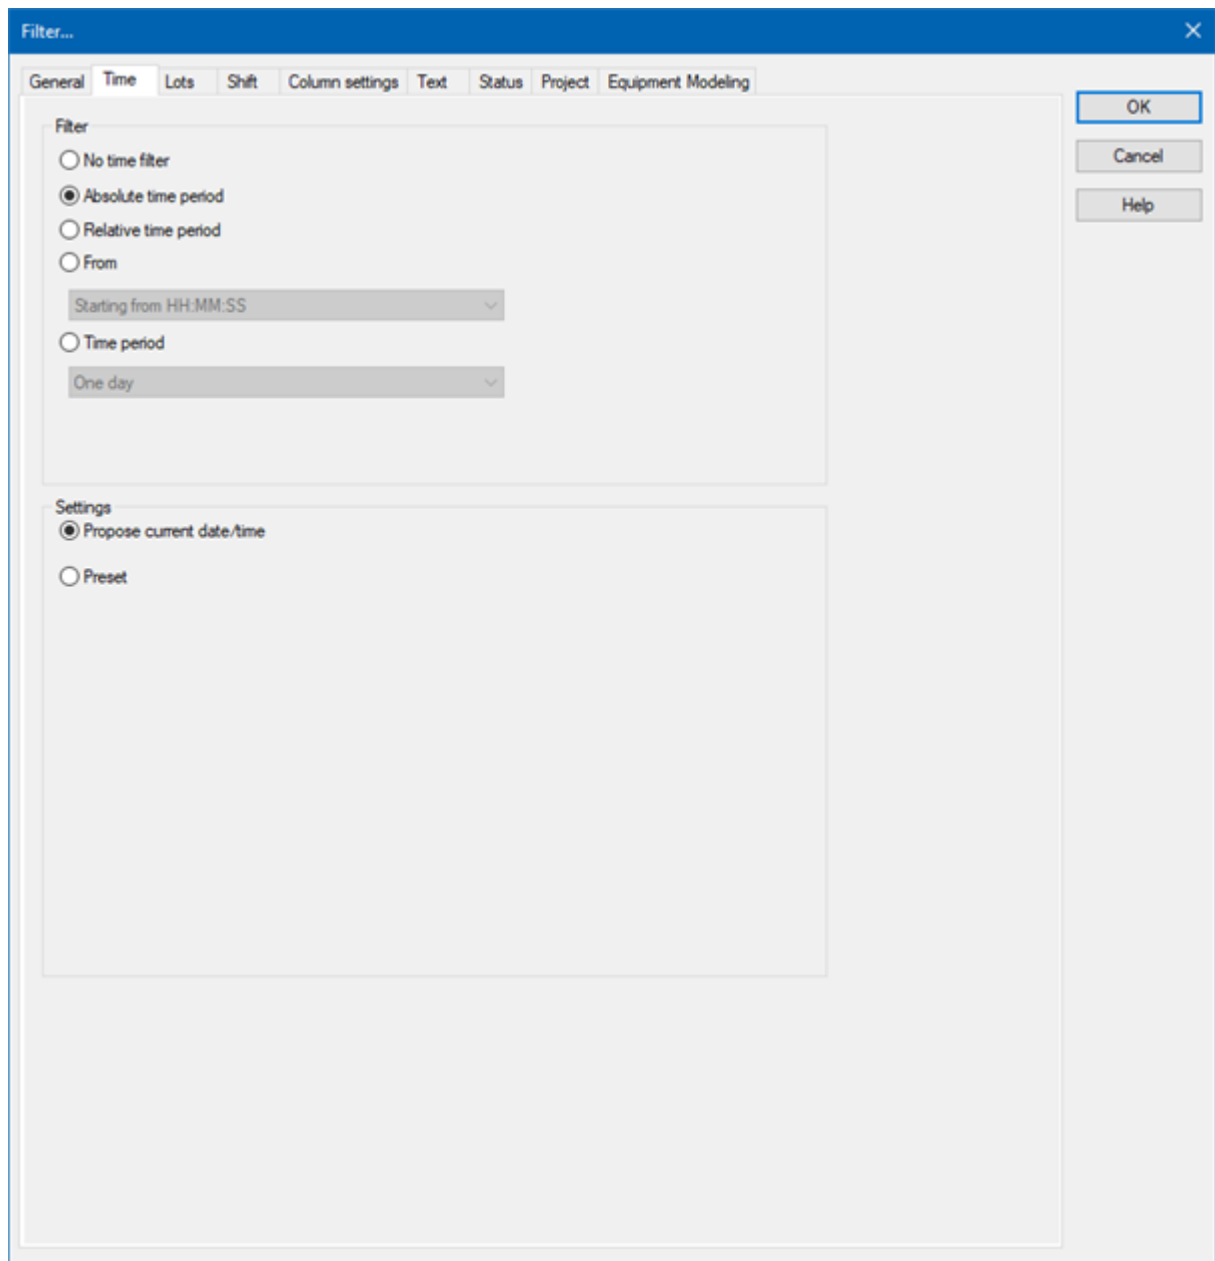 Filter...
General Time Lots Shift Column settings Text Status Project Equipment Modeling
OK
Cancel
Help
Filter
No time filter
Absolute time period
Relative time period
From
Starting from HH:MM:SS
Time period
One day
Settings
Propose current date/time
Preset